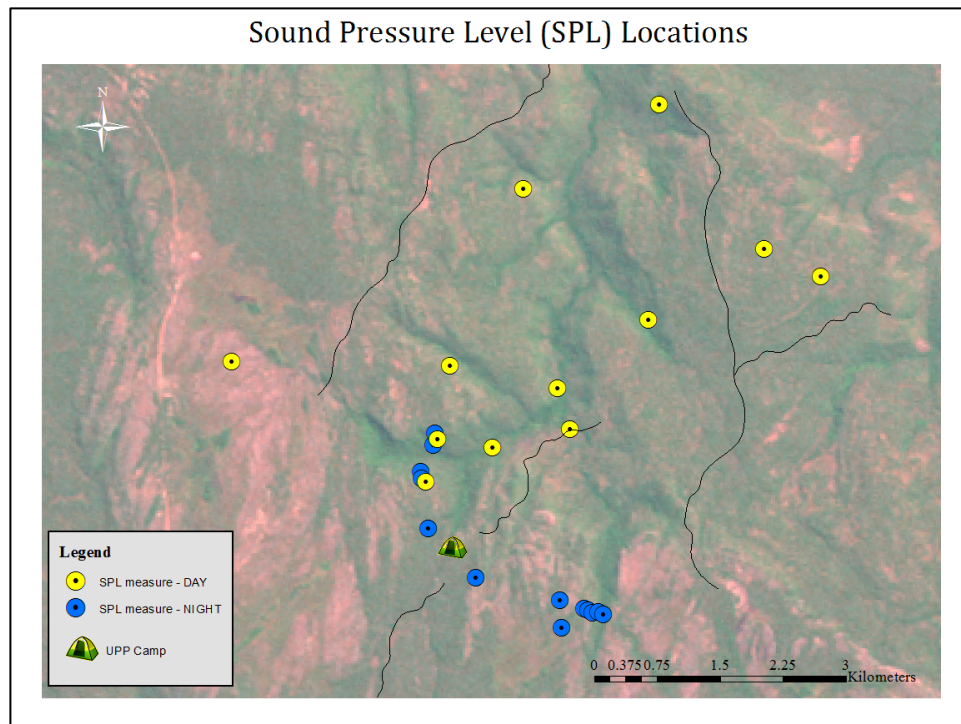 Sound Pressure Level (SPL) Locations
N
Legend
SPL measure - DAY
SPL measure - NIGHT
UPP Camp
0 0.375 0.75 1.5 2.25 3
Kilometers